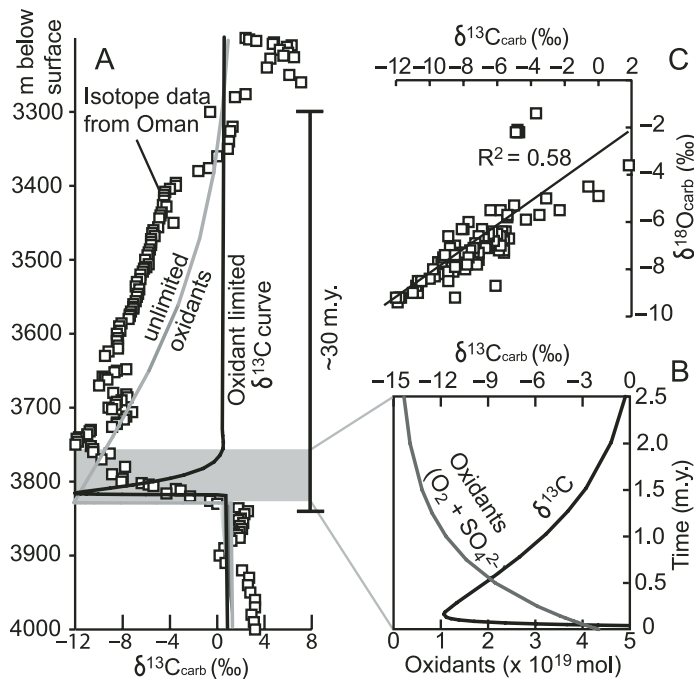 m below
surface
A
Isotope data
from Oman
3300
3400
3500
3600
3700
3800
3900
4000
unlimited
oxidants
Oxidant limited
δ¹³C curve
~30 m.y.
−12 −8 −4 0 4 8
δ¹³Ccarb (‰)
δ¹³Ccarb (‰)
C
−12 −10 −8 −6 −4 −2 0 2
R² = 0.58
−2
−4
−6
−8
−10
δ¹⁸Ocarb (‰)
δ¹³Ccarb (‰)
B
−15 −12 −9 −6 −3 0
2.5
2.0
1.5
1.0
0.5
0
Time (m.y.)
Oxidants
(O₂ + SO₄²⁻
δ¹³C
0 1 2 3 4 5
Oxidants (x 10¹⁹ mol)